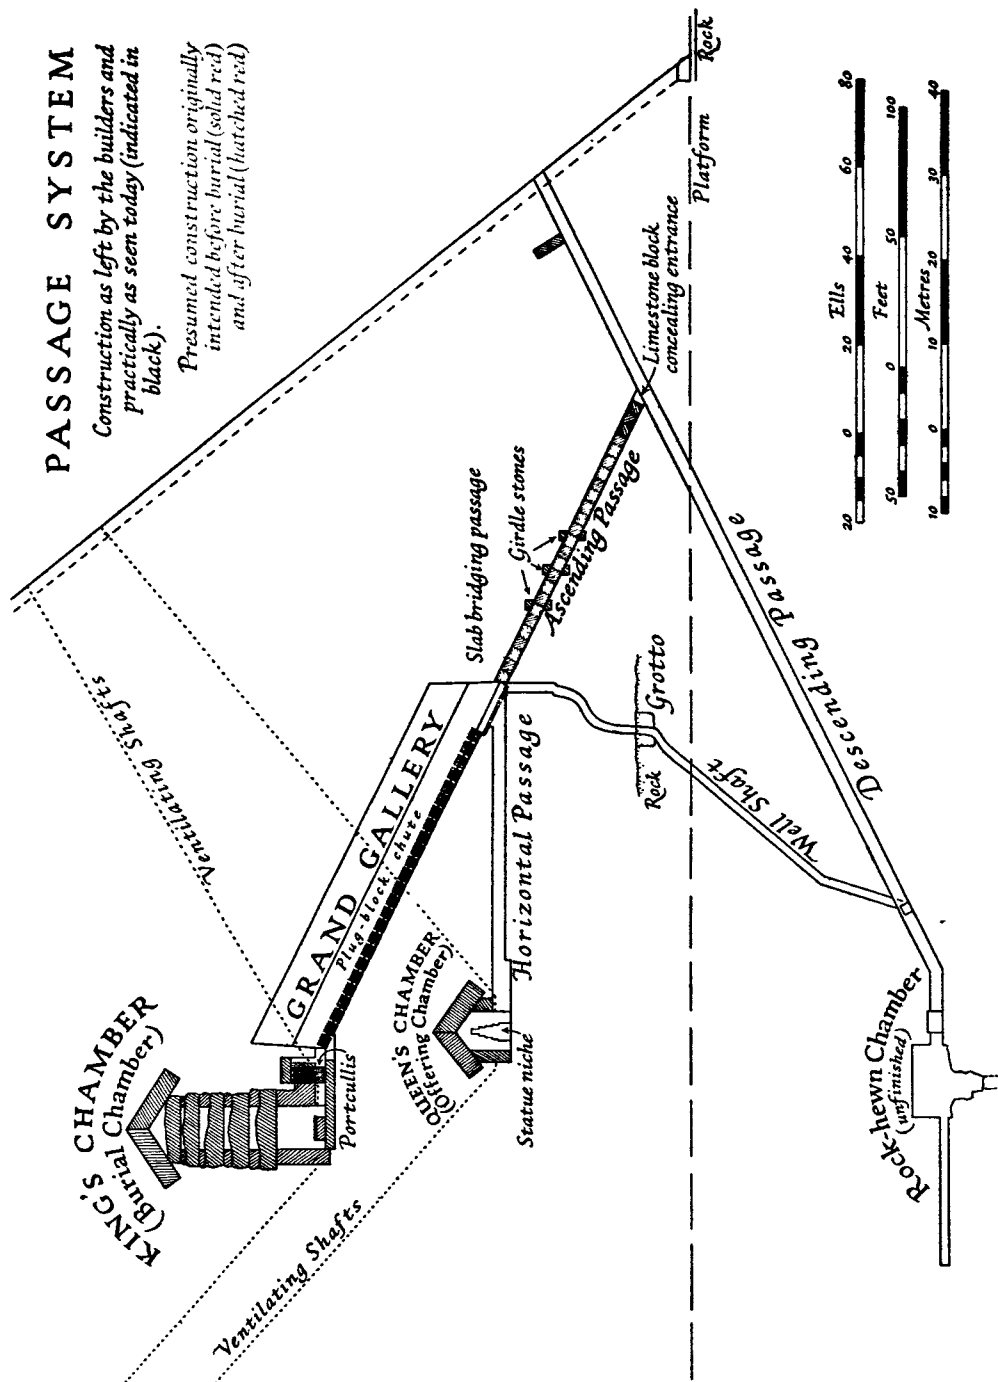 PASSAGE SYSTEM
Construction as left by the builders and
practically as seen today (indicated in
black).
Presumed construction originally
intended before burial (solid red)
and after burial (hatched red)
Rock
Platform
Limestone block
concealing entrance
Ells
20 0 20 40 60 80
Feet
50 0 50 100
Metres
10 0 10 20 30 40
Ventilating Shafts
Slab bridging passage
Girdle stones
Ascending Passage
Descending Passage
GRAND GALLERY
Plug-block chute
Horizontal Passage
Grotto
Rock
Well Shaft
KING'S CHAMBER
(Burial Chamber)
Portcullis
QUEEN'S CHAMBER
(Offering Chamber)
Statue niche
Ventilating Shafts
Rock-hewn Chamber
(unfinished)